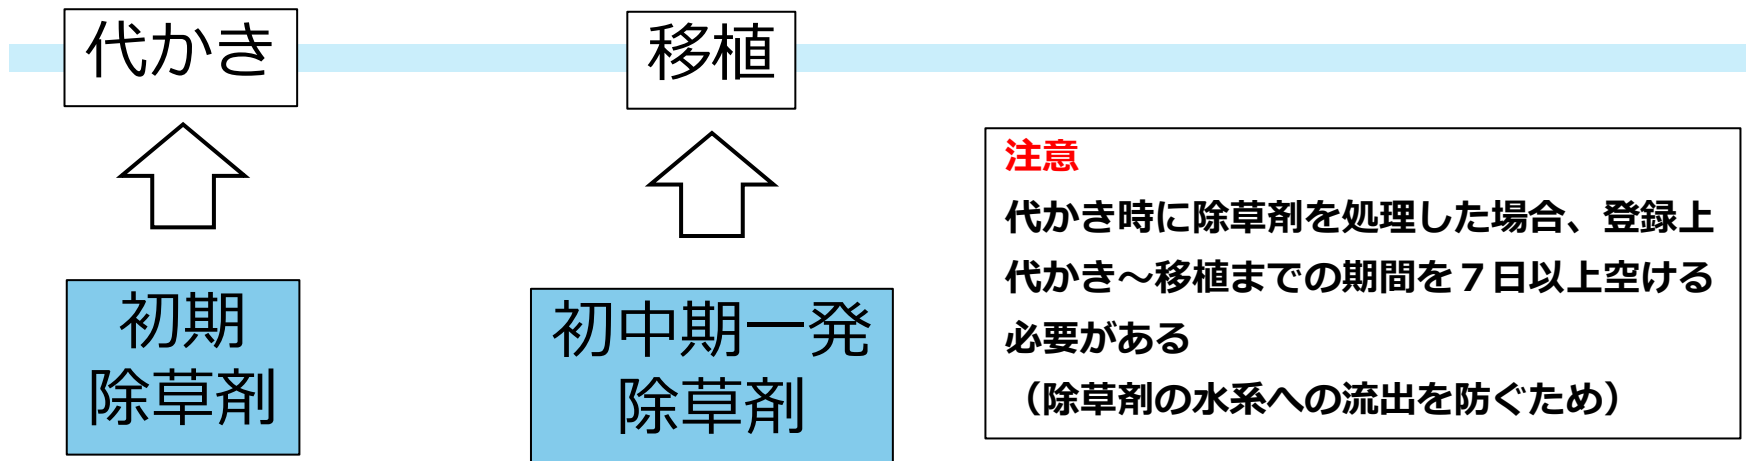 代かき
移植
初期
除草剤
初中期一発
除草剤
注意
代かき時に除草剤を処理した場合、登録上
代かき～移植までの期間を７日以上空ける
必要がある
（除草剤の水系への流出を防ぐため）